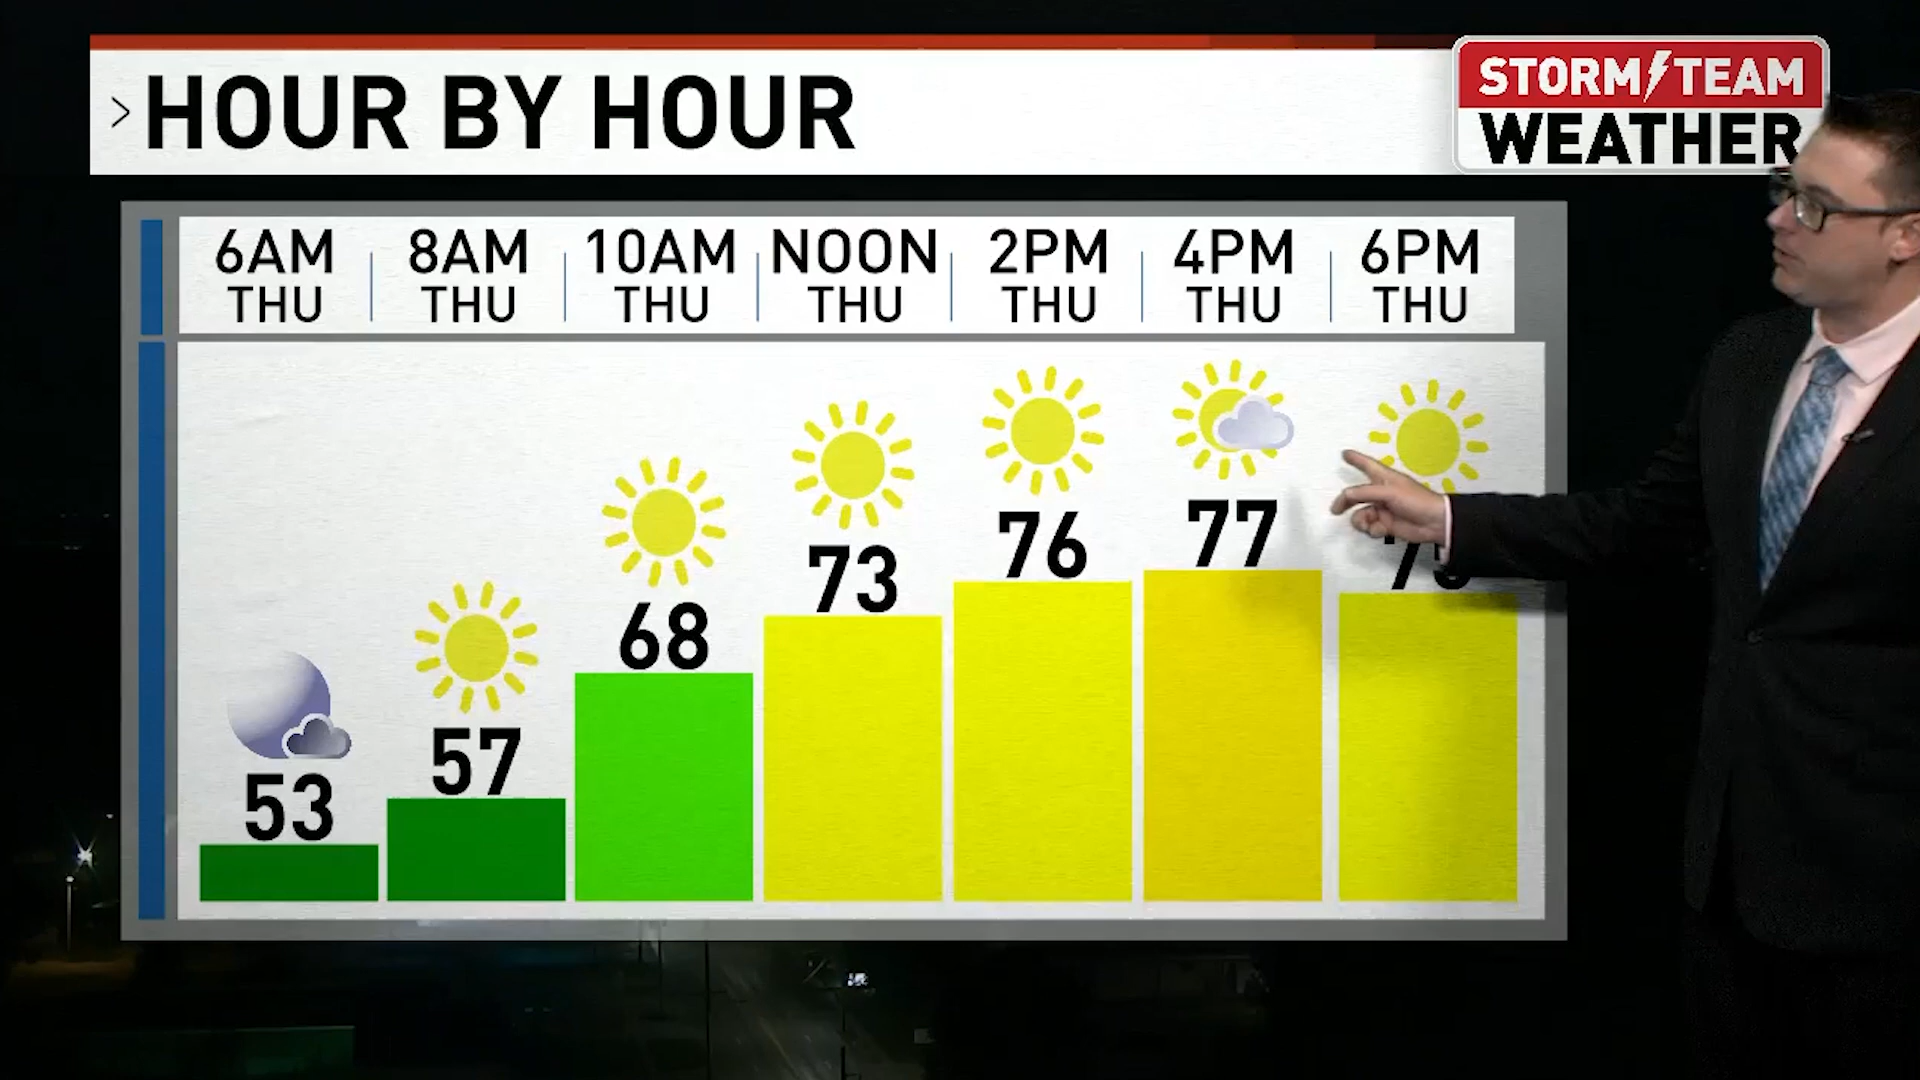 HOUR BY HOUR
STORM TEAM
WEATHER
6AM 8AM 10AM NOON 2PM 4PM 6PM
THU THU THU THU THU THU THU
53 57 68 73 76 77 75